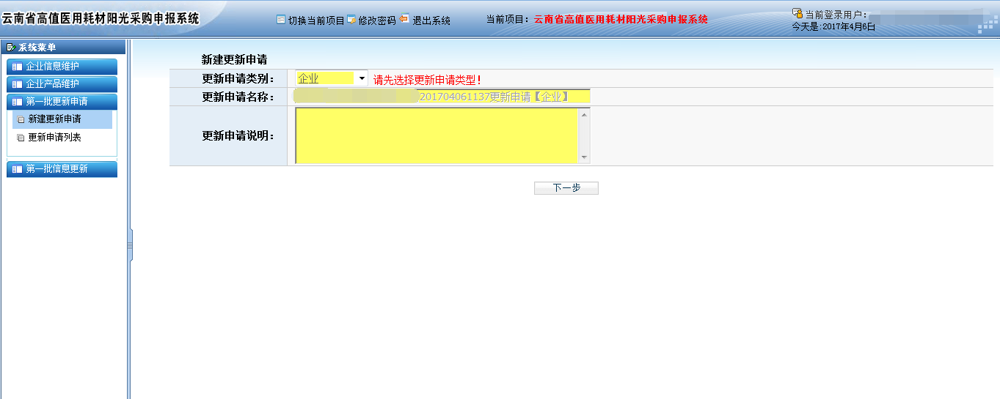 云南省高值医用耗材阳光采购申报系统
切换当前项目 修改密码 退出系统
当前项目：云南省高值医用耗材阳光采购申报系统
当前登录用户：
今天是:2017年4月6日
系统菜单
企业信息维护
企业产品维护
第一批更新申请
新建更新申请
更新申请列表
第一批信息更新
新建更新申请
更新申请类别： 企业 请先选择更新申请类型！
更新申请名称： 201704061137更新申请【企业】
更新申请说明：
下一步